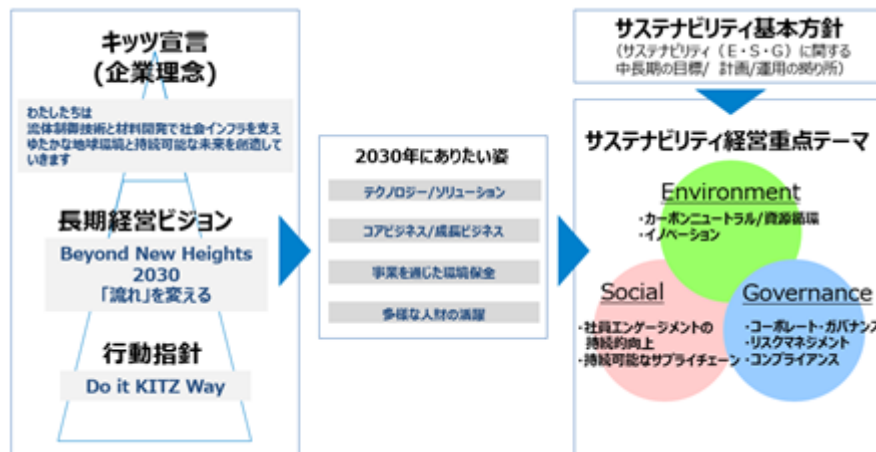 キッツ宣言
(企業理念)
わたしたちは
流体制御技術と材料開発で社会インフラを支え
ゆたかな地球環境と持続可能な未来を創造して
いきます
長期経営ビジョン
Beyond New Heights
2030
「流れ」を変える
行動指針
Do it KITZ Way
2030年にありたい姿
テクノロジー/ソリューション
コアビジネス/成長ビジネス
事業を通じた環境保全
多様な人財の活躍
サステナビリティ基本方針
(サステナビリティ(E・S・G)に関する
中長期の目標/ 計画/運用の拠り所)
サステナビリティ経営重点テーマ
Environment
・カーボンニュートラル/資源循環
・イノベーション
Social
・社員エンゲージメントの
持続的向上
・持続可能なサプライチェーン
Governance
・コーポレート・ガバナンス
・リスクマネジメント
・コンプライアンス